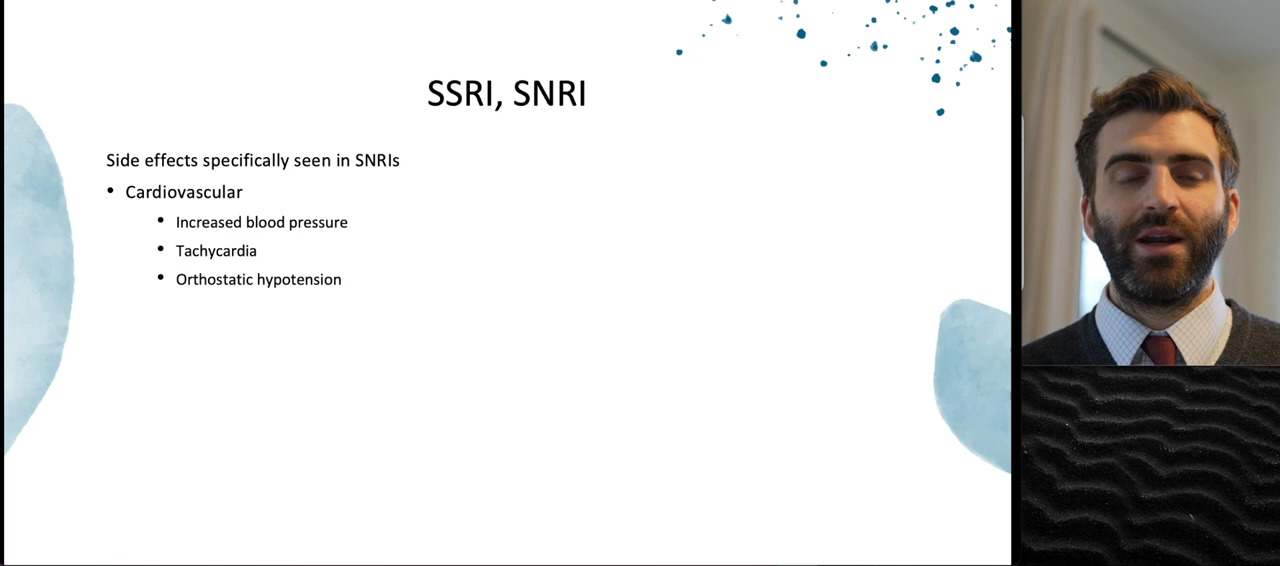 SSRI, SNRI
Side effects specifically seen in SNRIs
• Cardiovascular
• Increased blood pressure
• Tachycardia
• Orthostatic hypotension